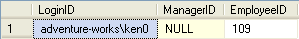 LoginID ManagerID EmployeeID
1 adventure-works\ken0 NULL 109